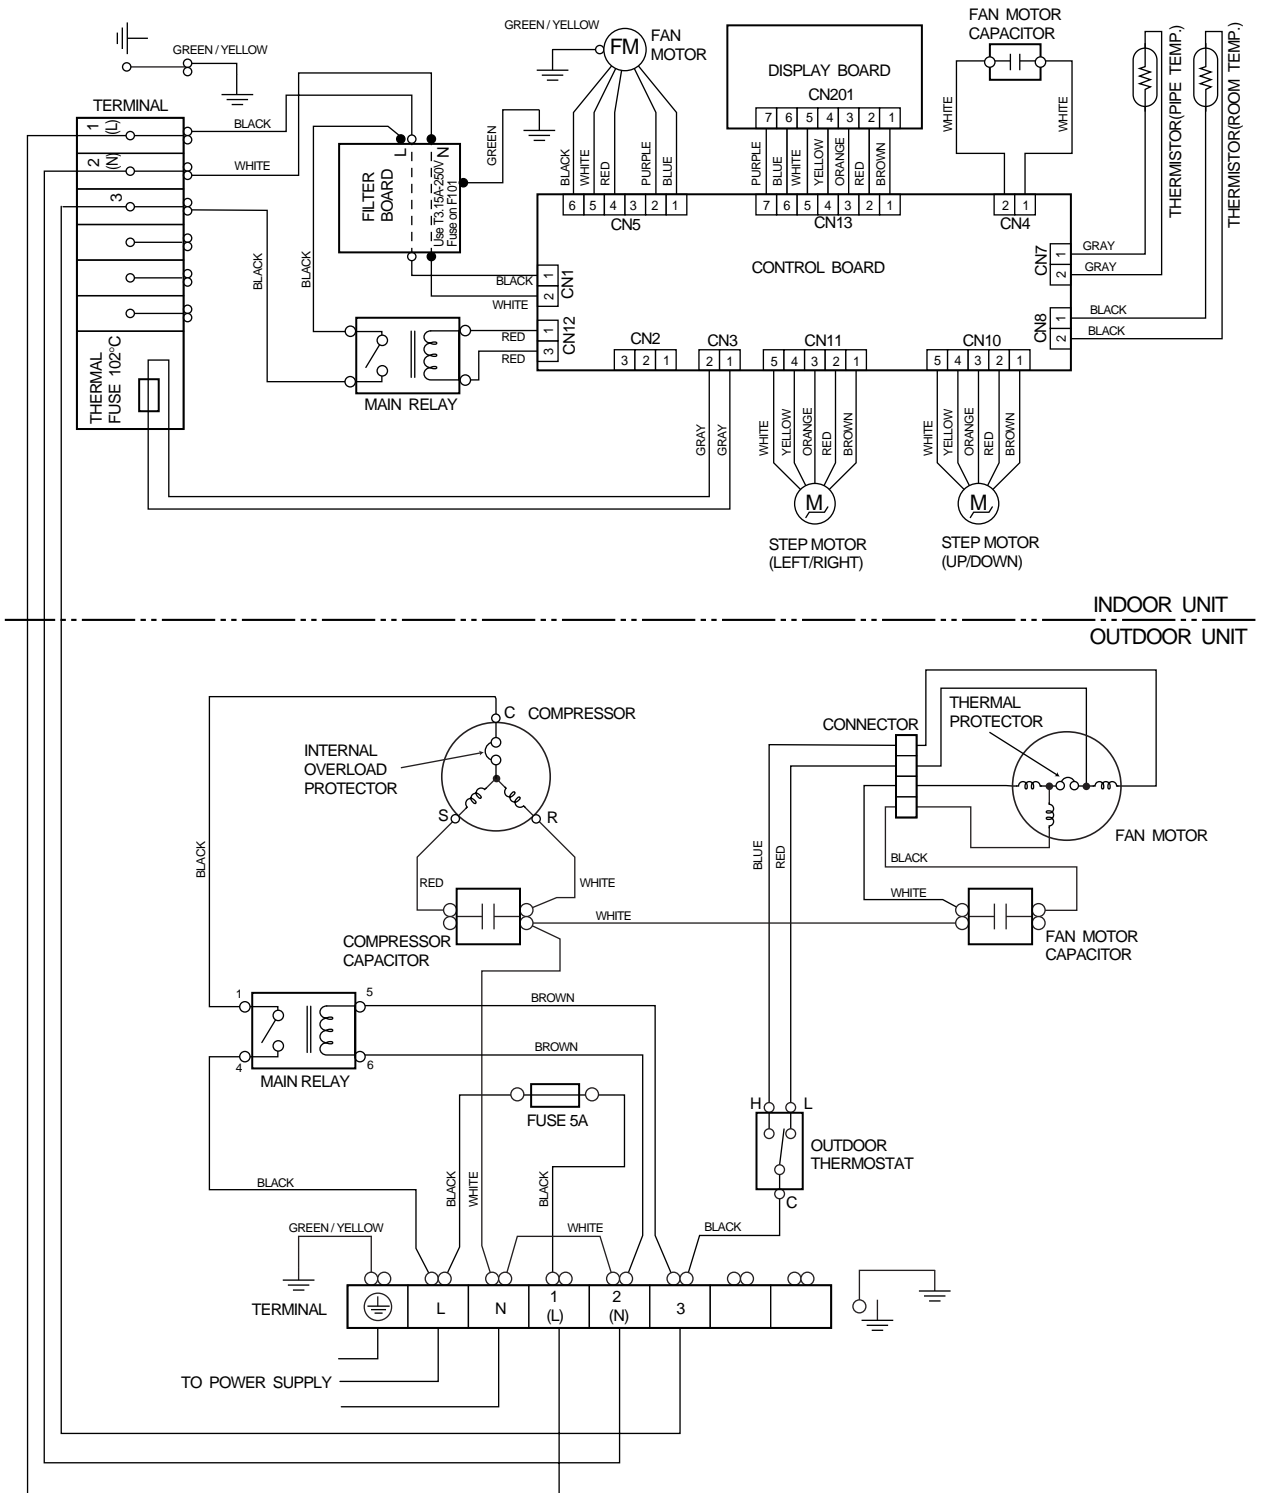 GREEN / YELLOW
TERMINAL
1
(L)
2
(N)
3
THERMAL
FUSE 102°C
BLACK
WHITE
BLACK
BLACK
L
N
FILTER
BOARD
Use T3.15A-250V
Fuse on F101
GREEN
BLACK
WHITE
RED
RED
MAIN RELAY
GREEN / YELLOW
FM
FAN
MOTOR
BLACK
WHITE
RED
PURPLE
BLUE
6 5 4 3 2 1
CN5
DISPLAY BOARD
CN201
7 6 5 4 3 2 1
PURPLE
BLUE
WHITE
YELLOW
ORANGE
RED
BROWN
7 6 5 4 3 2 1
CN13
FAN MOTOR
CAPACITOR
WHITE
WHITE
2 1
CN4
THERMISTOR(PIPE TEMP.)
THERMISTOR(ROOM TEMP.)
CONTROL BOARD
1
2
CN1
1
3
CN12
CN7
1
2
GRAY
GRAY
CN8
1
2
BLACK
BLACK
CN2
3 2 1
CN3
2 1
CN11
5 4 3 2 1
CN10
5 4 3 2 1
GRAY
GRAY
WHITE
YELLOW
ORANGE
RED
BROWN
WHITE
YELLOW
ORANGE
RED
BROWN
M
M
STEP MOTOR
(LEFT/RIGHT)
STEP MOTOR
(UP/DOWN)
INDOOR UNIT
OUTDOOR UNIT
C
COMPRESSOR
INTERNAL
OVERLOAD
PROTECTOR
S
R
BLACK
RED
WHITE
WHITE
COMPRESSOR
CAPACITOR
CONNECTOR
THERMAL
PROTECTOR
FAN MOTOR
BLUE
RED
BLACK
WHITE
FAN MOTOR
CAPACITOR
1
5
4
6
MAIN RELAY
BROWN
BROWN
FUSE 5A
H
L
OUTDOOR
THERMOSTAT
C
BLACK
BLACK
WHITE
BLACK
GREEN / YELLOW
WHITE
BLACK
TERMINAL
L
N
1
(L)
2
(N)
3
TO POWER SUPPLY